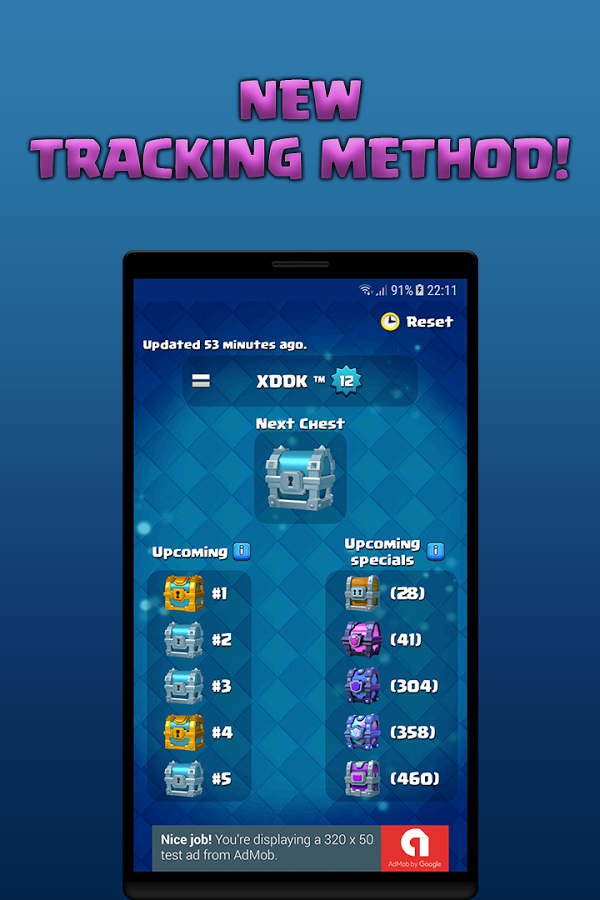 NEW
TRACKING METHOD!
91% 22:11
Reset
Updated 53 Minutes ago.
XDDK ™ 12
Next Chest
Upcoming i
Upcoming specials i
#1
#2
#3
#4
#5
(28)
(41)
(304)
(358)
(460)
Nice job! You're displaying a 320 x 50
test ad from AdMob.
AdMob by Google